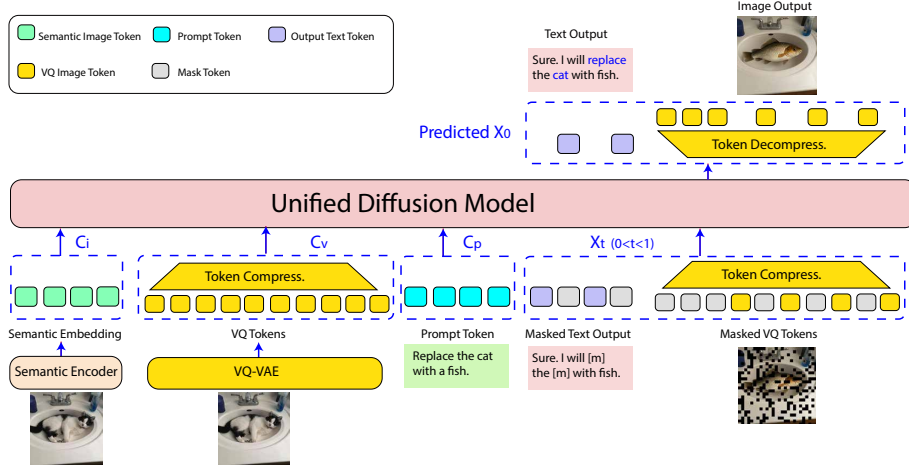 Semantic Image Token
Prompt Token
Output Text Token
VQ Image Token
Mask Token
Image Output
Text Output
Sure. I will replace
the cat with fish.
Predicted X0
Token Decompress.
Unified Diffusion Model
Ci
Cv
Cp
Xt (0<t<1)
Token Compress.
Token Compress.
Semantic Embedding
VQ Tokens
Prompt Token
Masked Text Output
Masked VQ Tokens
Semantic Encoder
VQ-VAE
Replace the cat
with a fish.
Sure. I will [m]
the [m] with fish.